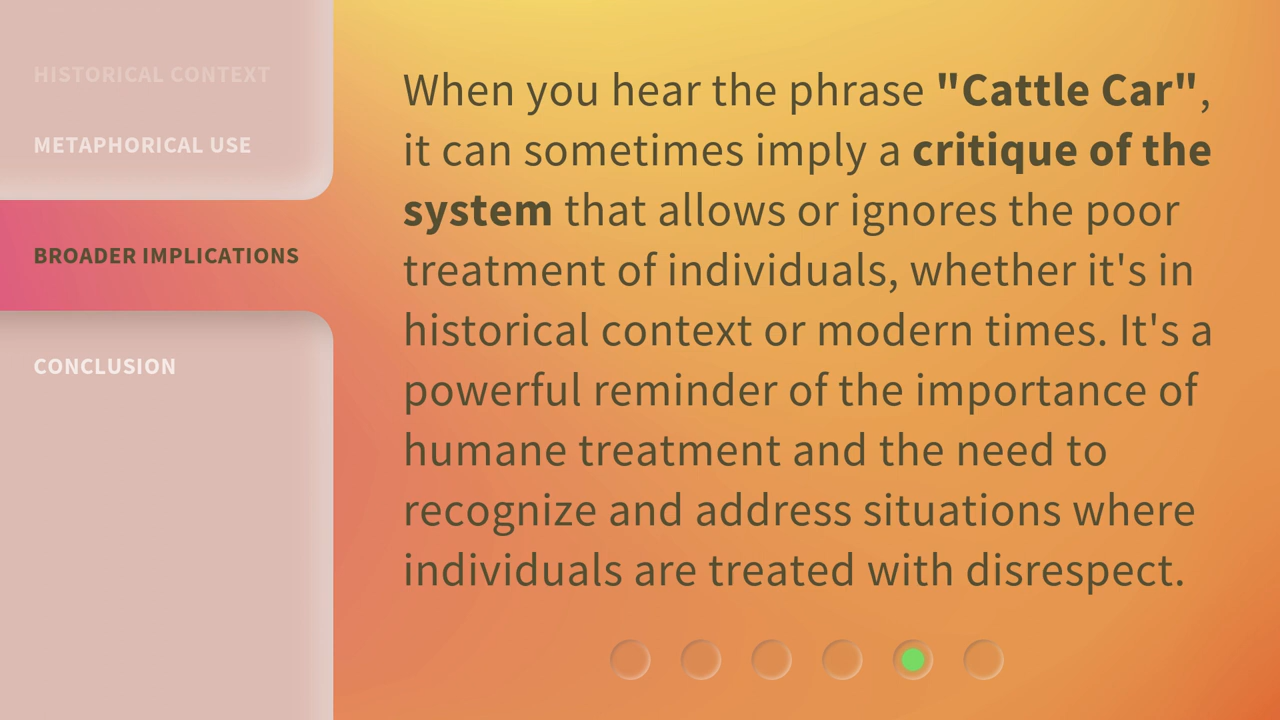 HISTORICAL CONTEXT
METAPHORICAL USE
BROADER IMPLICATIONS
CONCLUSION
When you hear the phrase "Cattle Car",
it can sometimes imply a critique of the
system that allows or ignores the poor
treatment of individuals, whether it's in
historical context or modern times. It's a
powerful reminder of the importance of
humane treatment and the need to
recognize and address situations where
individuals are treated with disrespect.